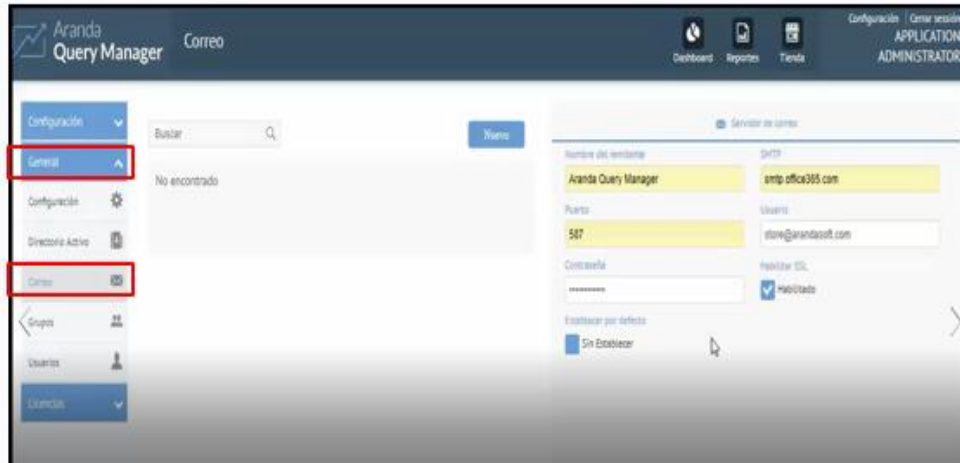 Aranda
Query Manager
Correo
Dashboard
Reportes
Tienda
Configuración | Cerrar sesión
APPLICATION
ADMINISTRATOR
Configuración
General
Configuración
Directorio Activo
Correo
Grupos
Usuarios
Licencias
Buscar
Nuevo
No encontrado
Servidor de correo
Nombre del remitente
SMTP
Aranda Query Manager
smtp.office365.com
Puerto
Usuario
587
store@arandasoft.com
Contraseña
Habilitar SSL
••••••••••
Habilitado
Establecer por defecto
Sin Establecer